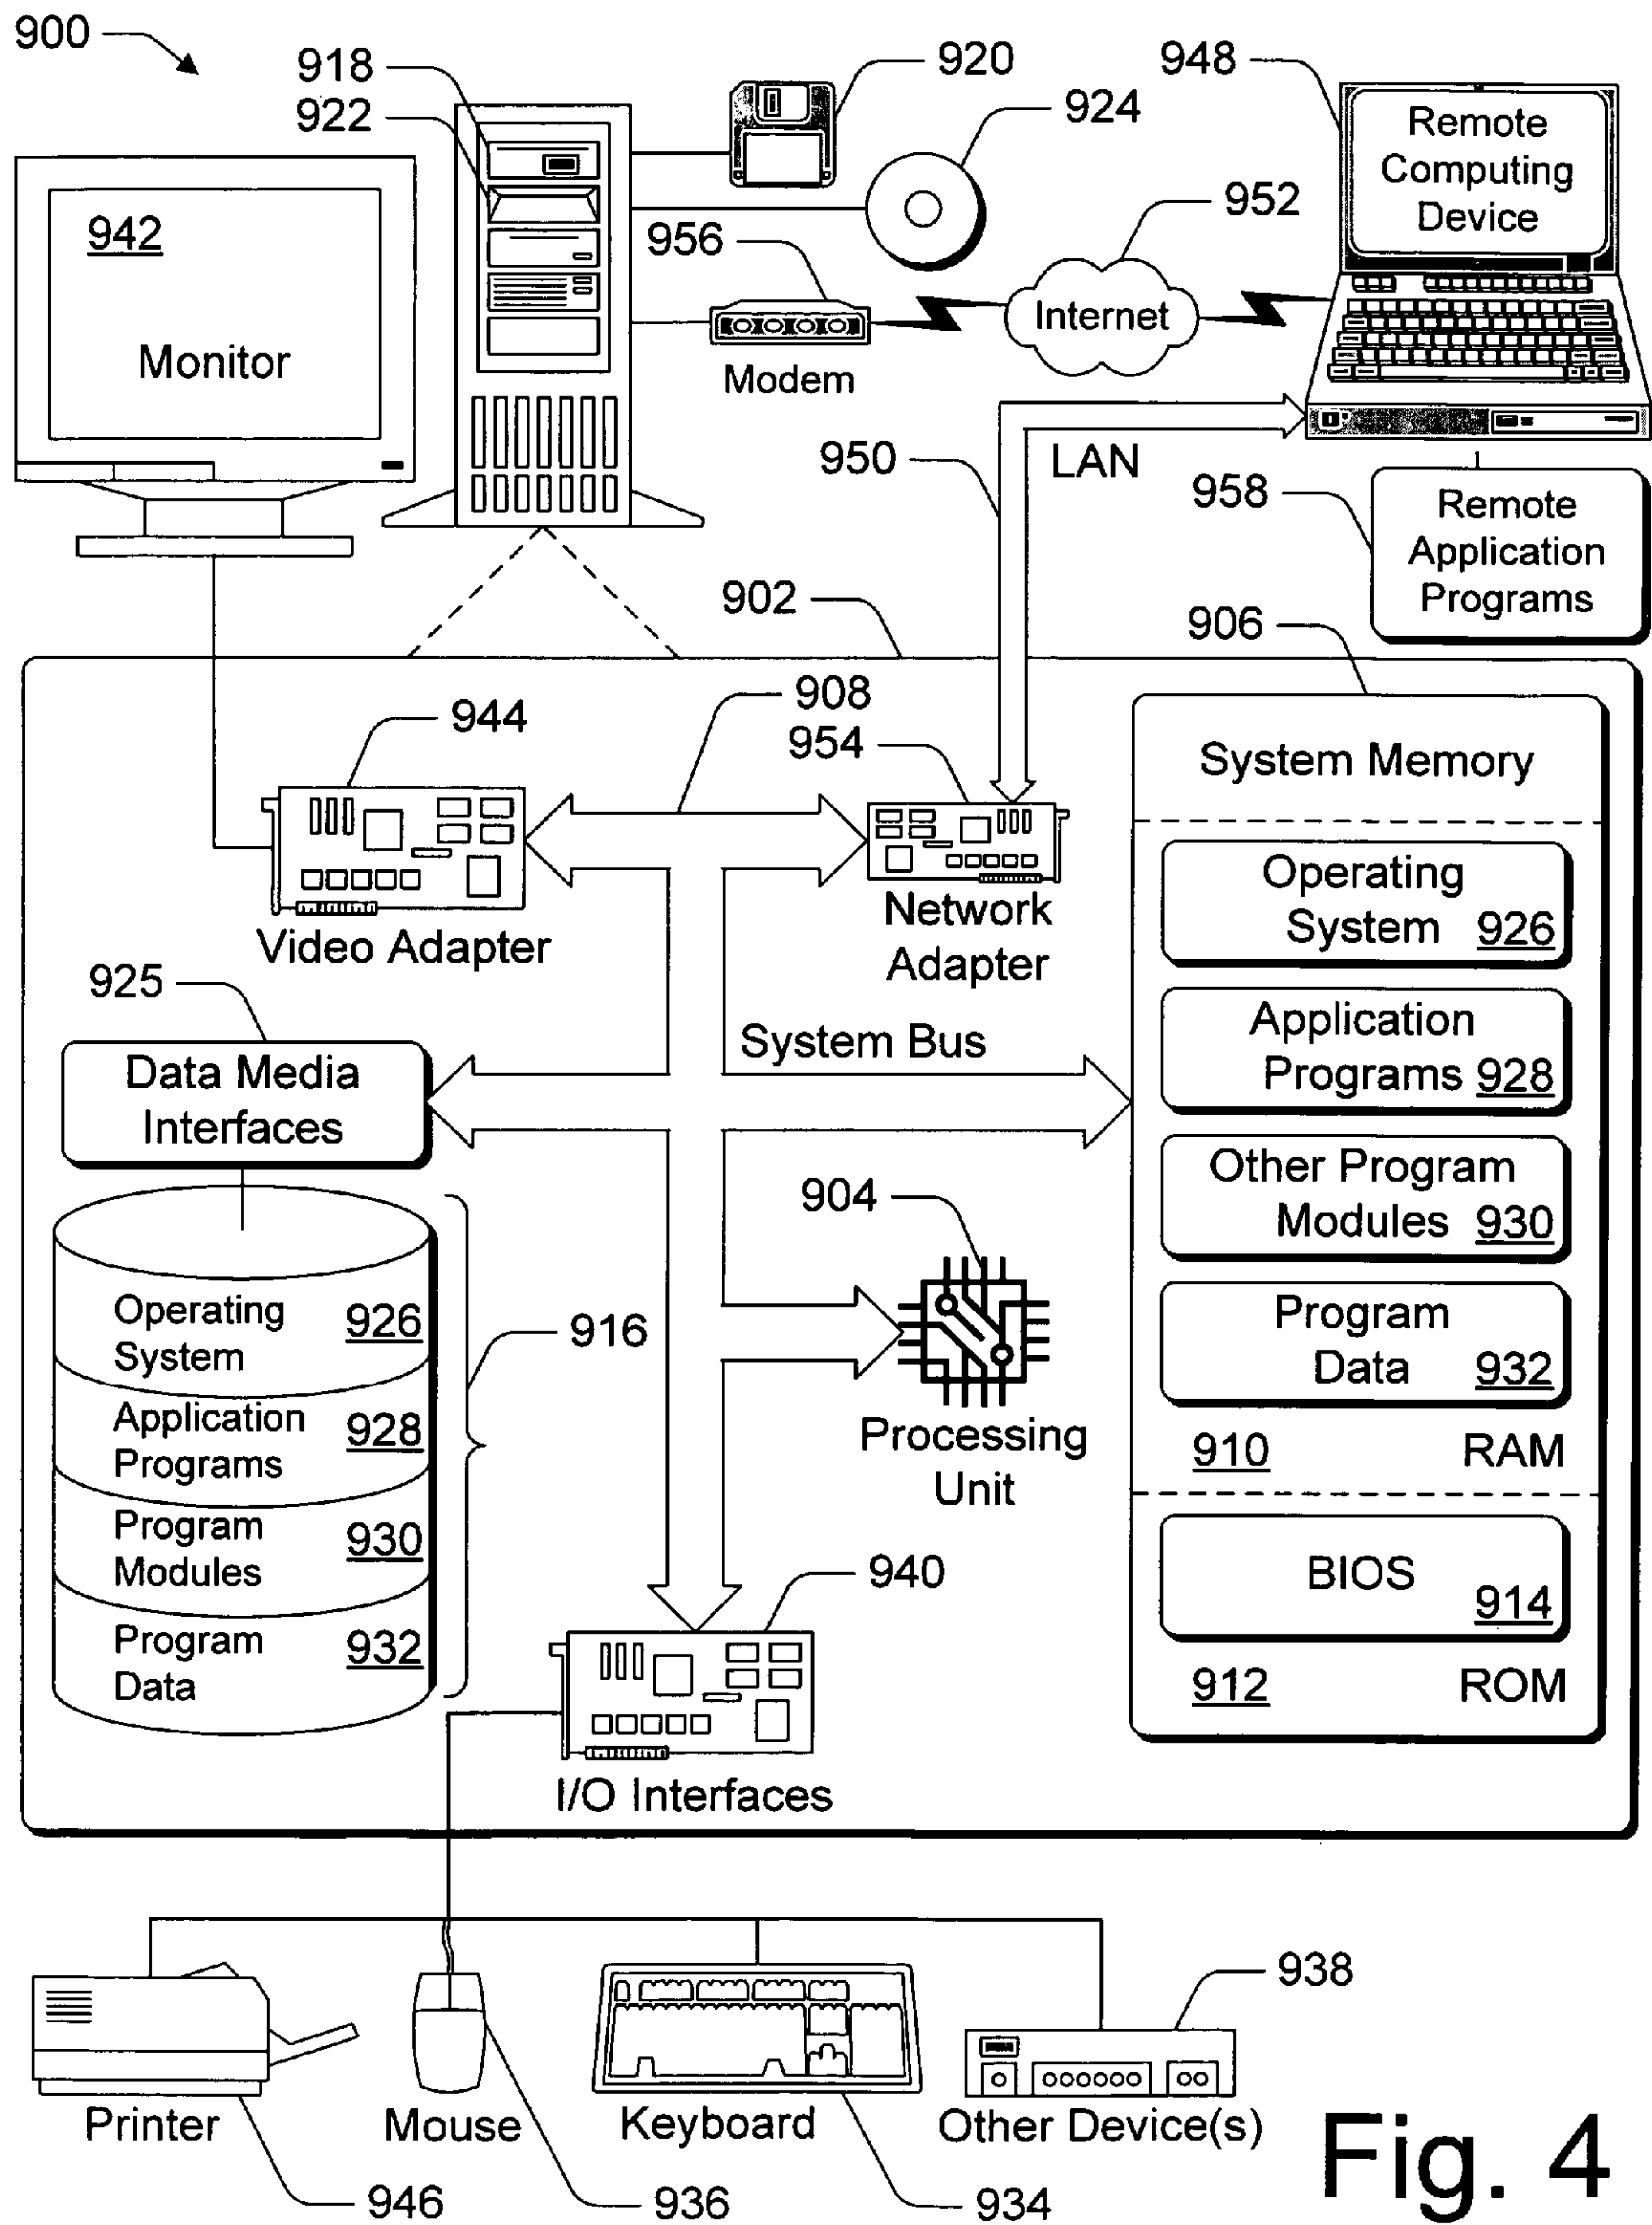 900
918
922
920
924
948
Remote
Computing
Device
942
Monitor
956
Modem
952
Internet
950
LAN
958
Remote
Application
Programs
902
906
908
944
954
Video Adapter
Network
Adapter
System Memory
Operating
System 926
Application
Programs 928
Other Program
Modules 930
Program
Data 932
910 RAM
BIOS
914
912 ROM
925
Data Media
Interfaces
System Bus
904
Processing
Unit
Operating
System 926
Application
Programs 928
Program
Modules 930
Program
Data 932
916
940
I/O Interfaces
938
Printer
Mouse
Keyboard
Other Device(s)
946
936
934
Fig. 4